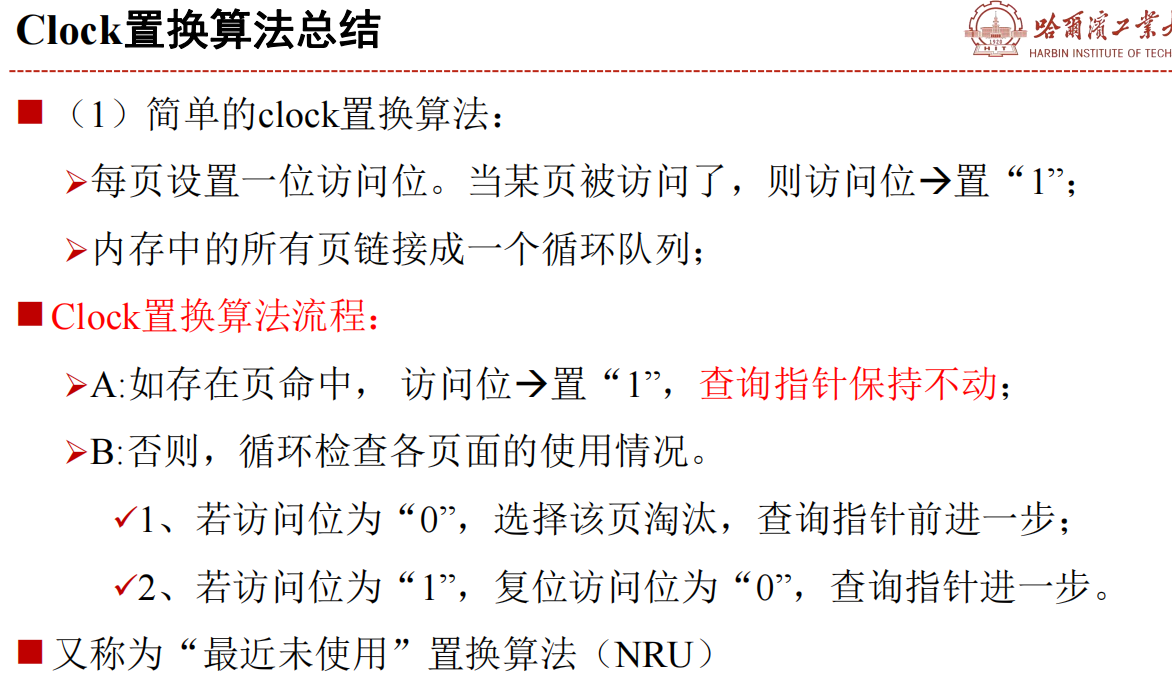 Clock置换算法总结
哈爾濱工業
HARBIN INSTITUTE OF TECH
HIT
（1）简单的clock置换算法：
每页设置一位访问位。当某页被访问了，则访问位→置“1”；
内存中的所有页链接成一个循环队列；
Clock置换算法流程：
A:如存在页命中， 访问位→置“1”，查询指针保持不动；
B:否则，循环检查各页面的使用情况。
1、若访问位为“0”，选择该页淘汰，查询指针前进一步；
2、若访问位为“1”，复位访问位为“0”，查询指针进一步。
又称为“最近未使用”置换算法（NRU）